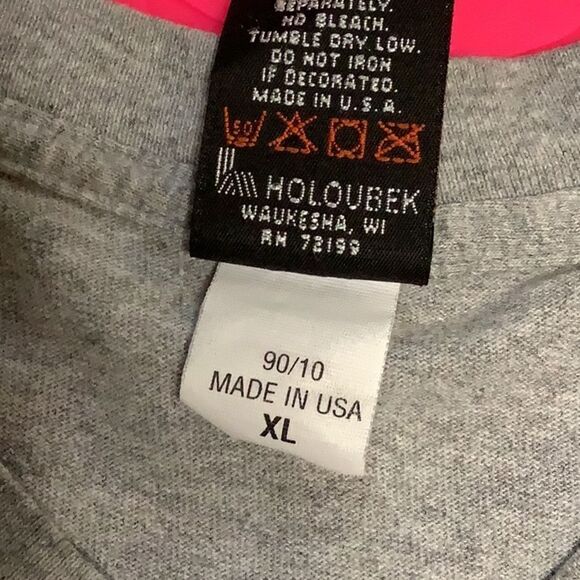 SEPARATELY.
NO BLEACH.
TUMBLE DRY LOW.
DO NOT IRON
IF DECORATED.
MADE IN U.S.A.
50
HOLOUBEK
WAUKESHA, WI
RN 72199
90/10
MADE IN USA
XL